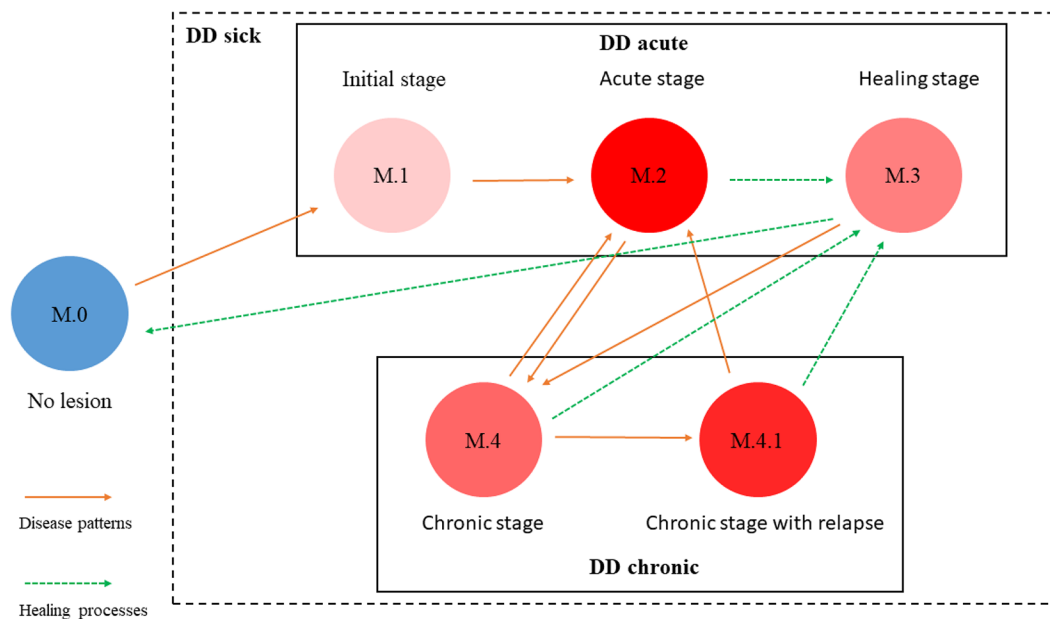 DD sick
DD acute
Initial stage
Acute stage
Healing stage
M.1
M.2
M.3
M.0
No lesion
M.4
M.4.1
Chronic stage
Chronic stage with relapse
DD chronic
Disease patterns
Healing processes